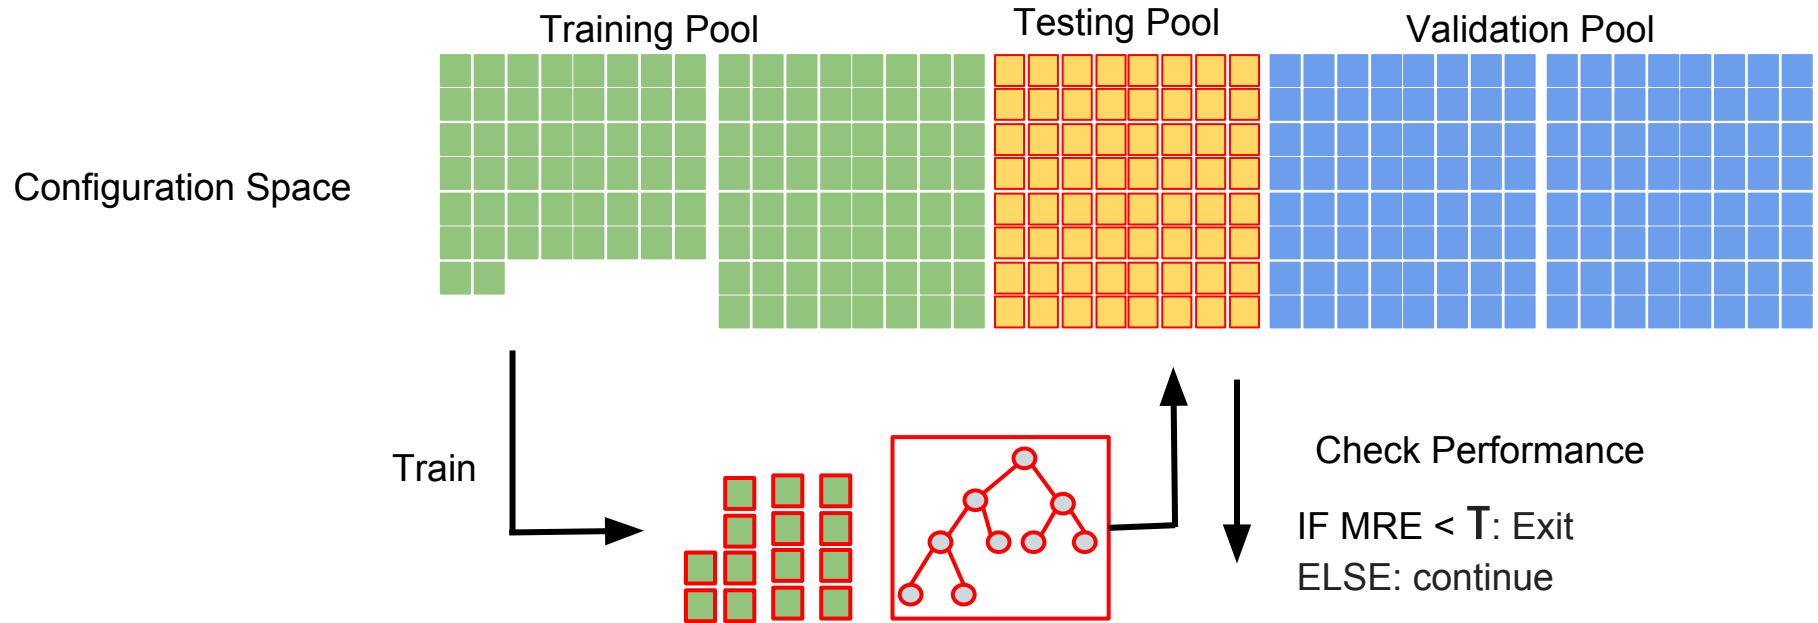 Training Pool
Testing Pool
Validation Pool
Configuration Space
Train
Check Performance
IF MRE < T: Exit
ELSE: continue